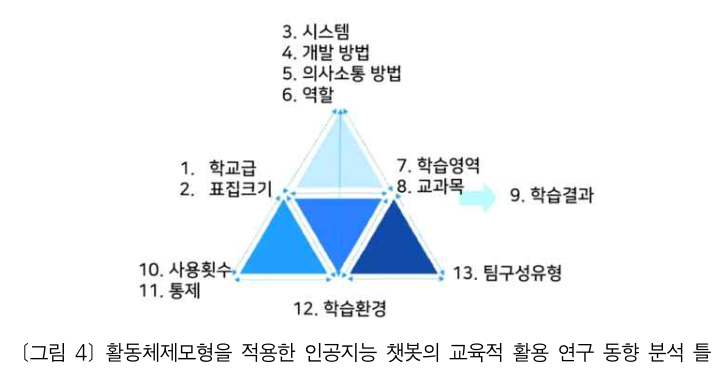 3. 시스템
4. 개발 방법
5. 의사소통 방법
6. 역할
1. 학교급
2. 표집크기
7. 학습영역
8. 교과목
9. 학습결과
10. 사용횟수
11. 통제
12. 학습환경
13. 팀구성유형
〔그림 4〕 활동체제모형을 적용한 인공지능 챗봇의 교육적 활용 연구 동향 분석 틀